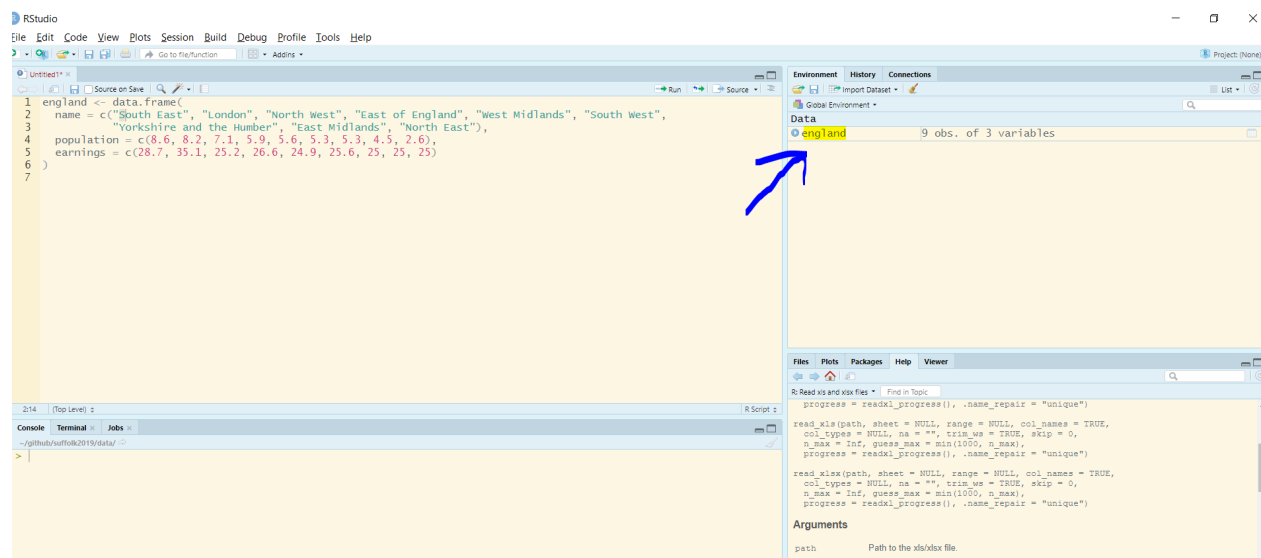 RStudio
File Edit Code View Plots Session Build Debug Profile Tools Help
Go to file/function Addins Project: (None)
Untitled1*
Source on Save Run Source
1 england <- data.frame(
2 name = c("South East", "London", "North West", "East of England", "West Midlands", "South West",
3 "Yorkshire and the Humber", "East Midlands", "North East"),
4 population = c(8.6, 8.2, 7.1, 5.9, 5.6, 5.3, 5.3, 4.5, 2.6),
5 earnings = c(28.7, 35.1, 25.2, 26.6, 24.9, 25.6, 25, 25, 25)
6 )
7
2:14 (Top Level) R Script
Console Terminal Jobs
~/github/suffolk2019/data/
>
Environment History Connections
Import Dataset List
Global Environment
Data
england 9 obs. of 3 variables
Files Plots Packages Help Viewer
R: Read xls and xlsx files Find in Topic
progress = readxl_progress(), .name_repair = "unique")
read_xls(path, sheet = NULL, range = NULL, col_names = TRUE,
col_types = NULL, na = "", trim_ws = TRUE, skip = 0,
n_max = Inf, guess_max = min(1000, n_max),
progress = readxl_progress(), .name_repair = "unique")
read_xlsx(path, sheet = NULL, range = NULL, col_names = TRUE,
col_types = NULL, na = "", trim_ws = TRUE, skip = 0,
n_max = Inf, guess_max = min(1000, n_max),
progress = readxl_progress(), .name_repair = "unique")
Arguments
path Path to the xls/xlsx file.